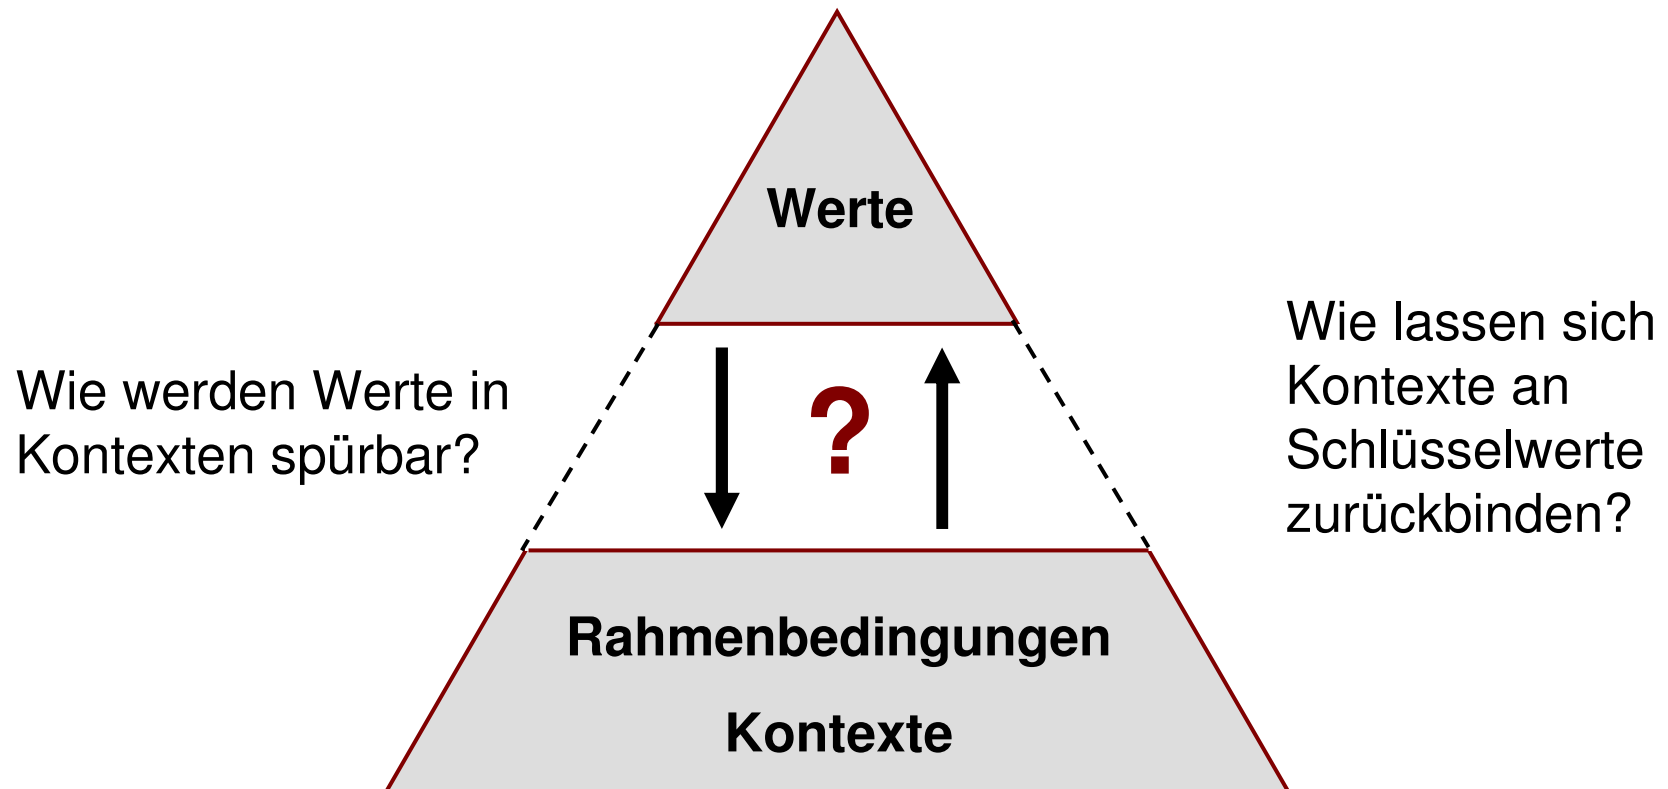 Werte
Wie werden Werte in
Kontexten spürbar?
?
Wie lassen sich
Kontexte an
Schlüsselwerte
zurückbinden?
Rahmenbedingungen
Kontexte